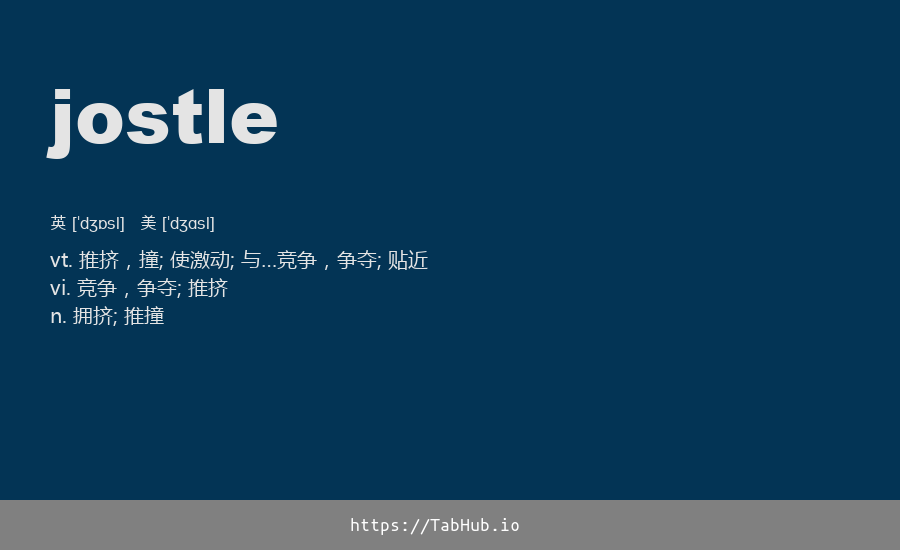 jostle
英 [ˈdʒɒsl] 美 [ˈdʒɑsl]
vt. 推挤，撞; 使激动; 与...竞争，争夺; 贴近
vi. 竞争，争夺; 推挤
n. 拥挤; 推撞
https://TabHub.io